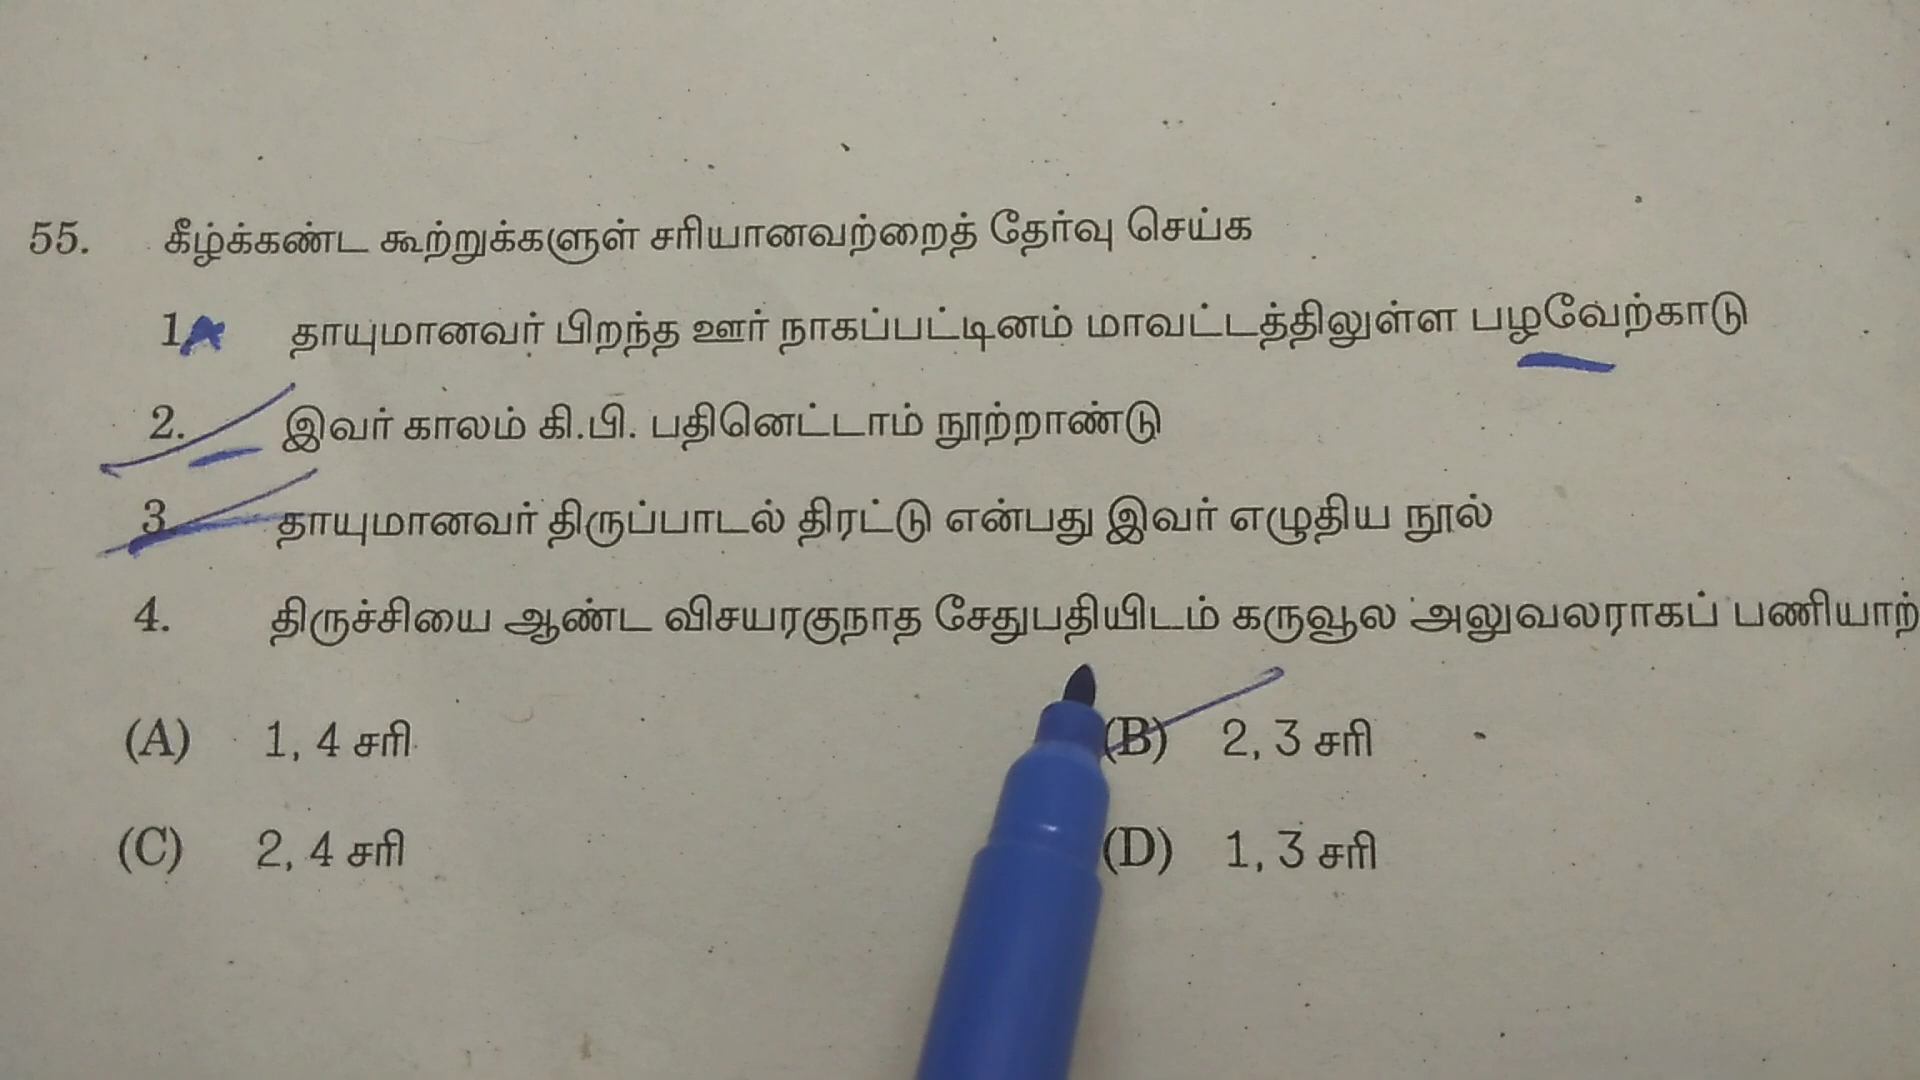 55. கீழ்க்கண்ட கூற்றுக்களுள் சரியானவற்றைத் தேர்வு செய்க
1. தாயுமானவர் பிறந்த ஊர் நாகப்பட்டினம் மாவட்டத்திலுள்ள பழவேற்காடு
2. இவர் காலம் கி.பி. பதினெட்டாம் நூற்றாண்டு
3 தாயுமானவர் திருப்பாடல் திரட்டு என்பது இவர் எழுதிய நூல்
4. திருச்சியை ஆண்ட விசயரகுநாத சேதுபதியிடம் கருவூல அலுவலராகப் பணியாற்
(A) 1, 4 சரி (B) 2, 3 சரி
(C) 2, 4 சரி (D) 1, 3 சரி